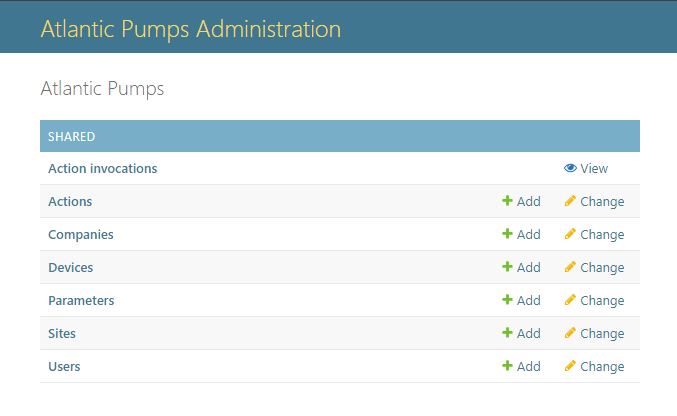 Atlantic Pumps Administration
Atlantic Pumps
SHARED
Action invocations View
Actions Add Change
Companies Add Change
Devices Add Change
Parameters Add Change
Sites Add Change
Users Add Change